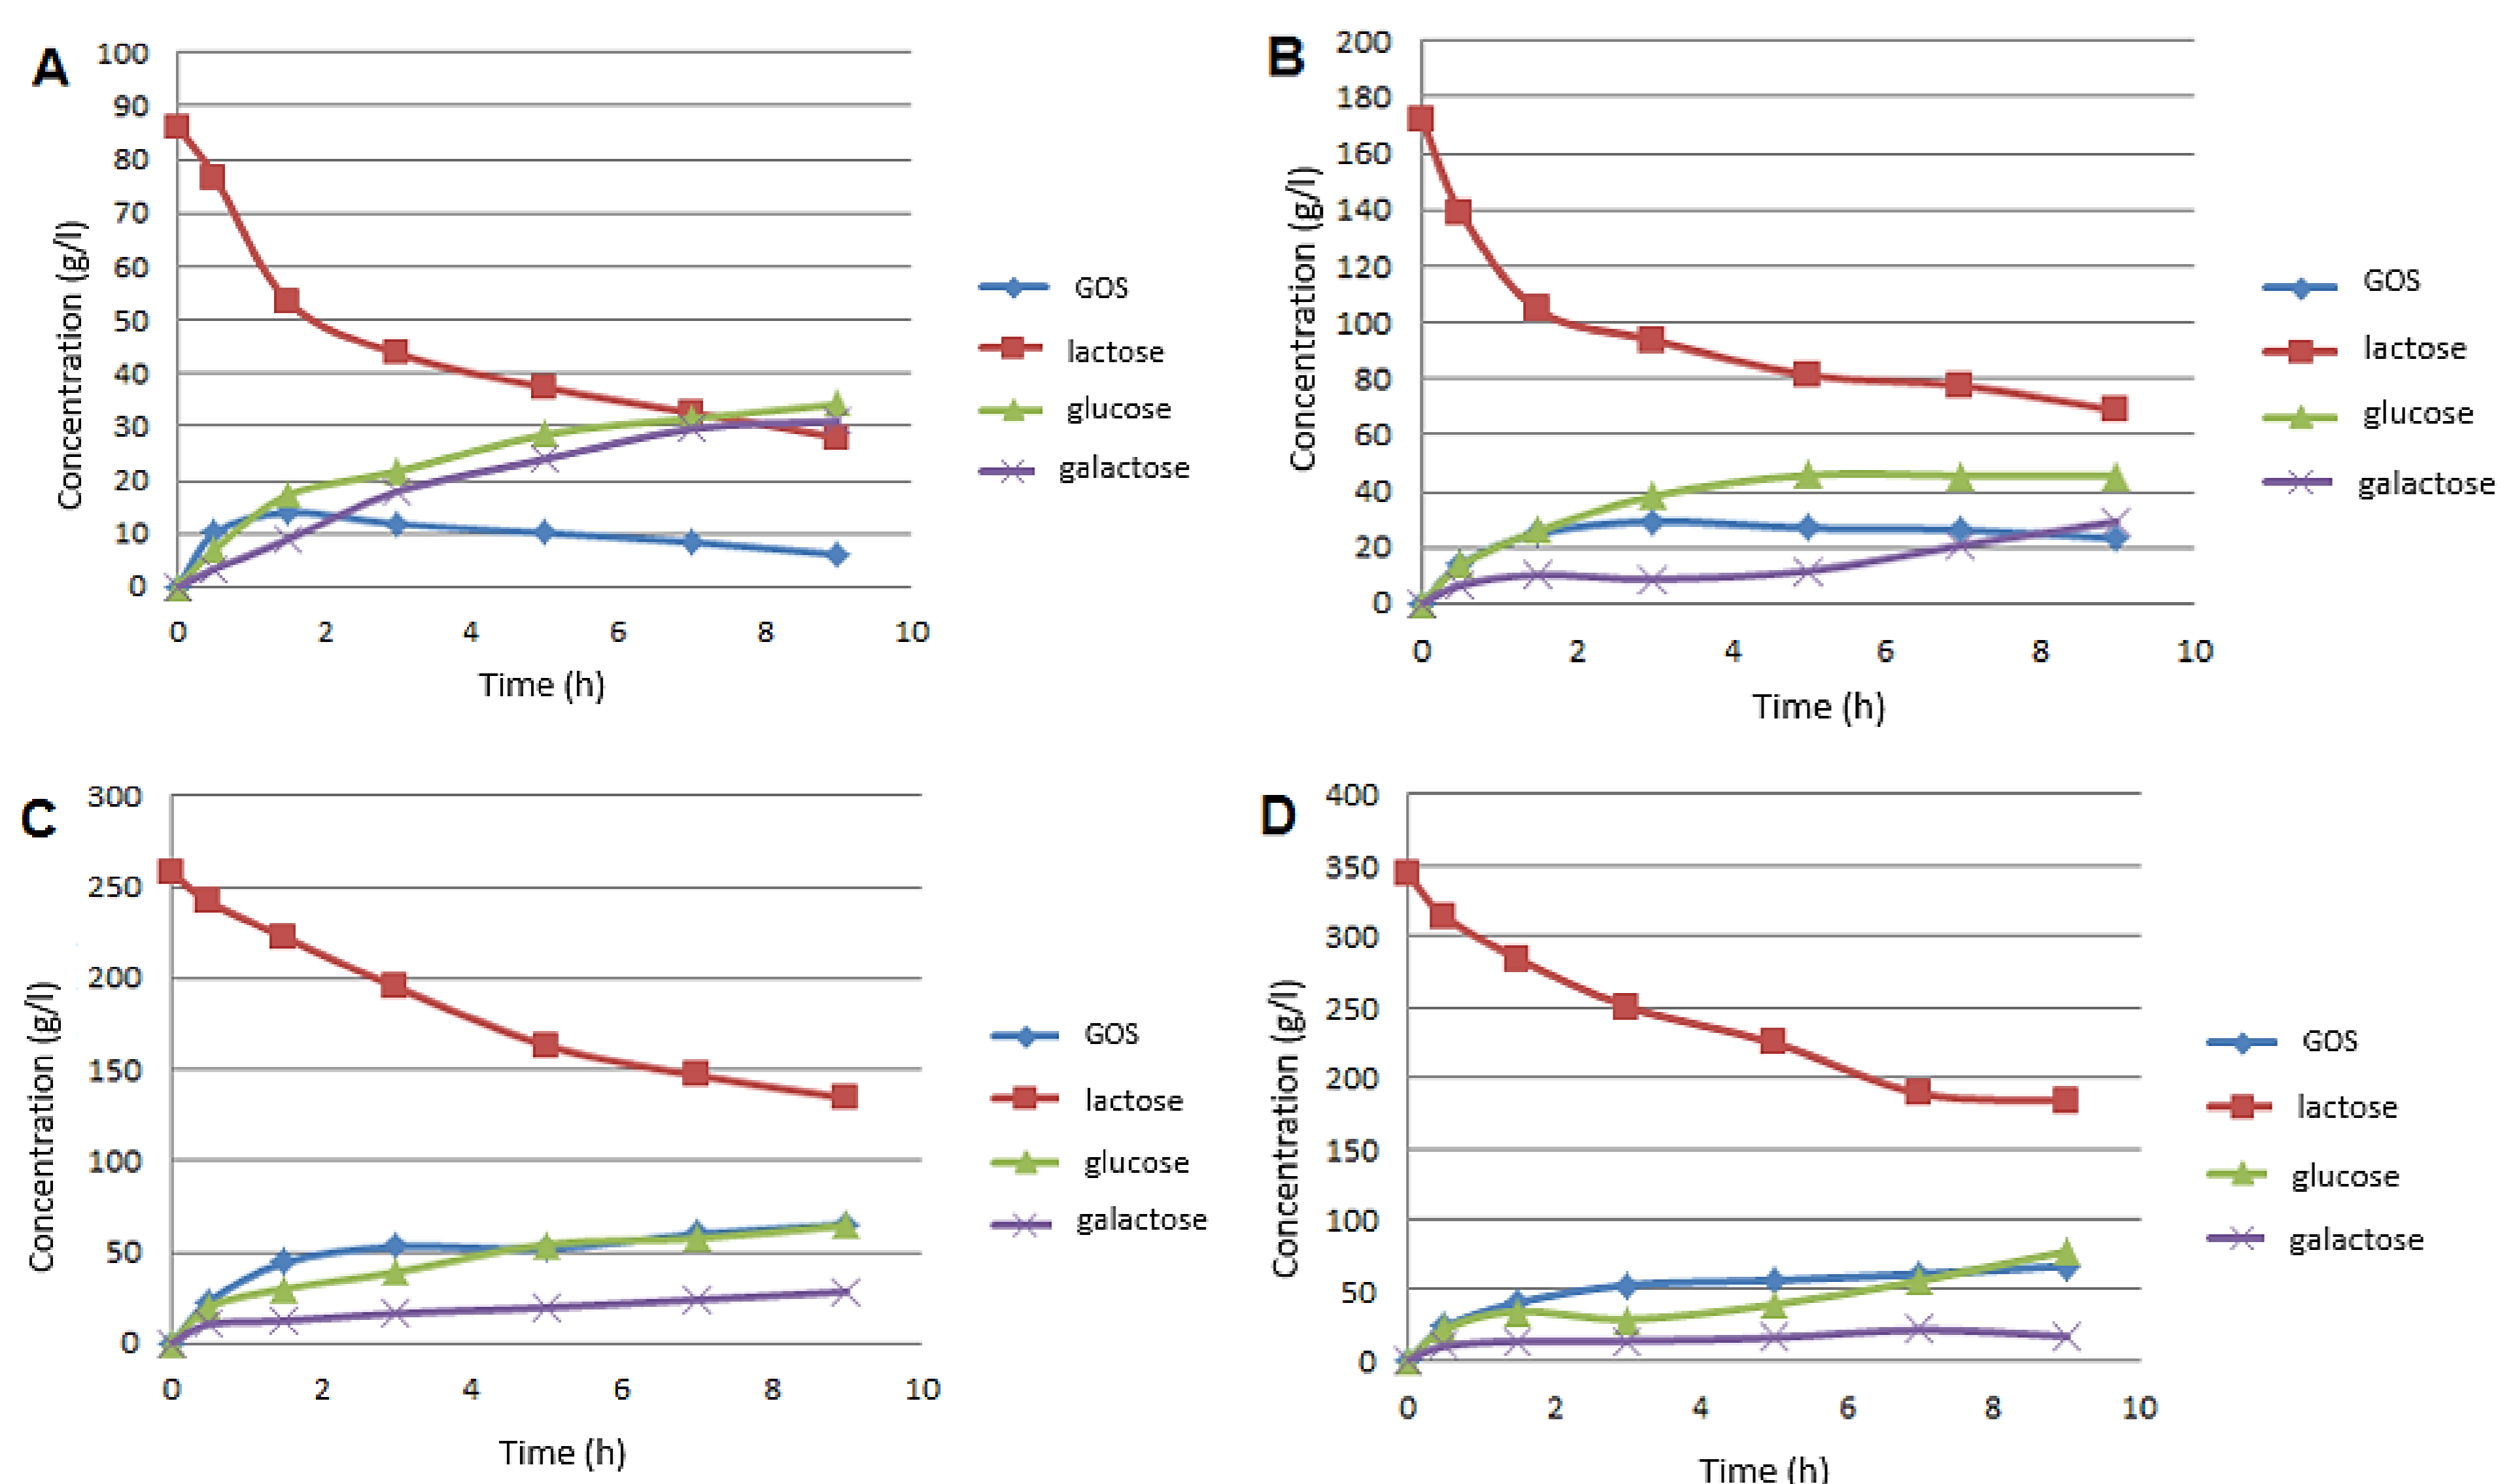 A
100
90
80
70
60
50
40
30
20
10
0
0 2 4 6 8 10
Time (h)
Concentration (g/l)
GOS
lactose
glucose
galactose
B
200
180
160
140
120
100
80
60
40
20
0
0 2 4 6 8 10
Time (h)
Concentration (g/l)
GOS
lactose
glucose
galactose
C
300
250
200
150
100
50
0
0 2 4 6 8 10
Time (h)
Concentration (g/l)
GOS
lactose
glucose
galactose
D
400
350
300
250
200
150
100
50
0
0 2 4 6 8 10
Time (h)
Concentration (g/l)
GOS
lactose
glucose
galactose